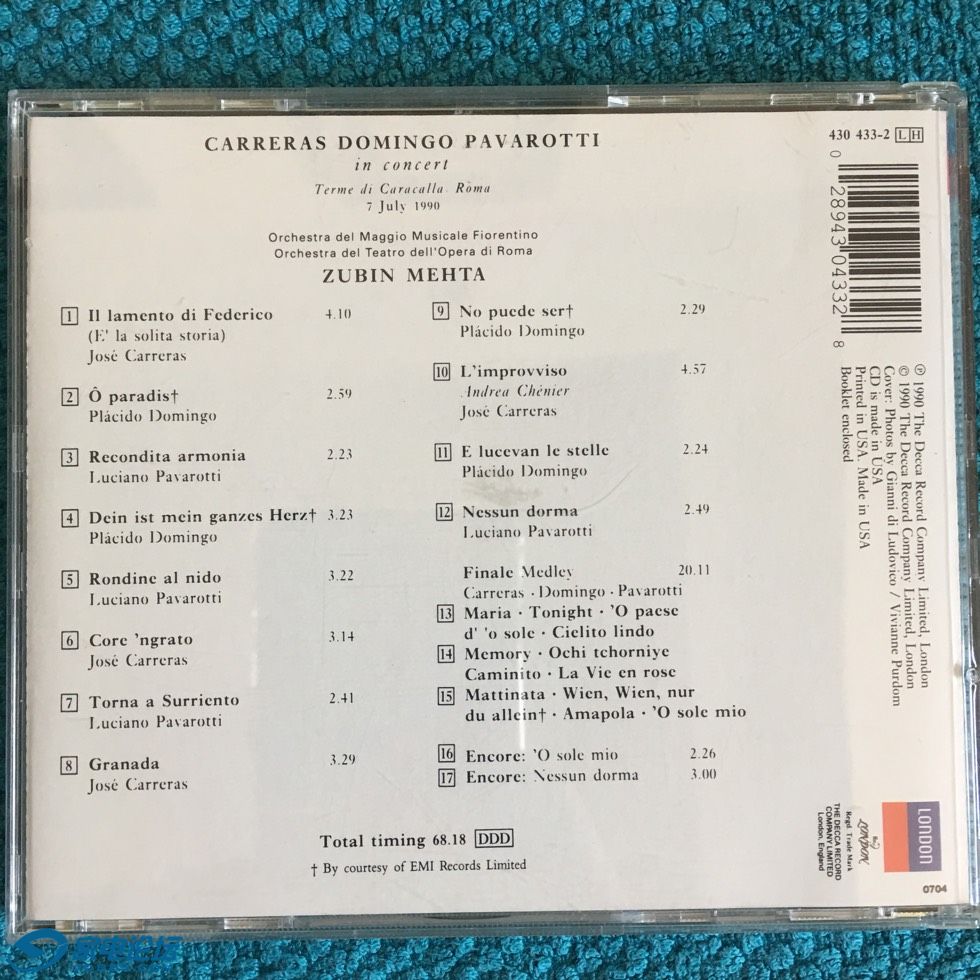 CARRERAS DOMINGO PAVAROTTI
in concert
Terme di Caracalla Roma
7 July 1990
Orchestra del Maggio Musicale Fiorentino
Orchestra del Teatro dell'Opera di Roma
ZUBIN MEHTA
1 Il lamento di Federico 4.10
(E' la solita storia)
José Carreras
2 Ô paradis† 2.59
Plácido Domingo
3 Recondita armonia 2.23
Luciano Pavarotti
4 Dein ist mein ganzes Herz† 3.23
Plácido Domingo
5 Rondine al nido 3.22
Luciano Pavarotti
6 Core 'ngrato 3.14
José Carreras
7 Torna a Surriento 2.41
Luciano Pavarotti
8 Granada 3.29
José Carreras
9 No puede ser† 2.29
Plácido Domingo
10 L'improvviso 4.57
Andrea Chénier
José Carreras
11 E lucevan le stelle 2.24
Plácido Domingo
12 Nessun dorma 2.49
Luciano Pavarotti
Finale Medley 20.11
Carreras · Domingo · Pavarotti
13 Maria · Tonight · 'O paese
d' 'o sole · Cielito lindo
14 Memory · Ochi tchorniye
Caminito · La Vie en rose
15 Mattinata · Wien, Wien, nur
du allein† · Amapola · 'O sole mio
16 Encore: 'O sole mio 2.26
17 Encore: Nessun dorma 3.00
Total timing 68.18 DDD
† By courtesy of EMI Records Limited
430 433-2 LH
0 28943 04332 8
℗ 1990 The Decca Record Company Limited, London
© 1990 The Decca Record Company Limited, London
Cover: Photos by Gianni di Ludovico / Vivianne Purdom
CD is made in USA
Printed in USA. Made in USA
Booklet enclosed
LONDON
LONDON
Regd. Trade Mark
THE DECCA RECORD
COMPANY LIMITED
London, England
0704